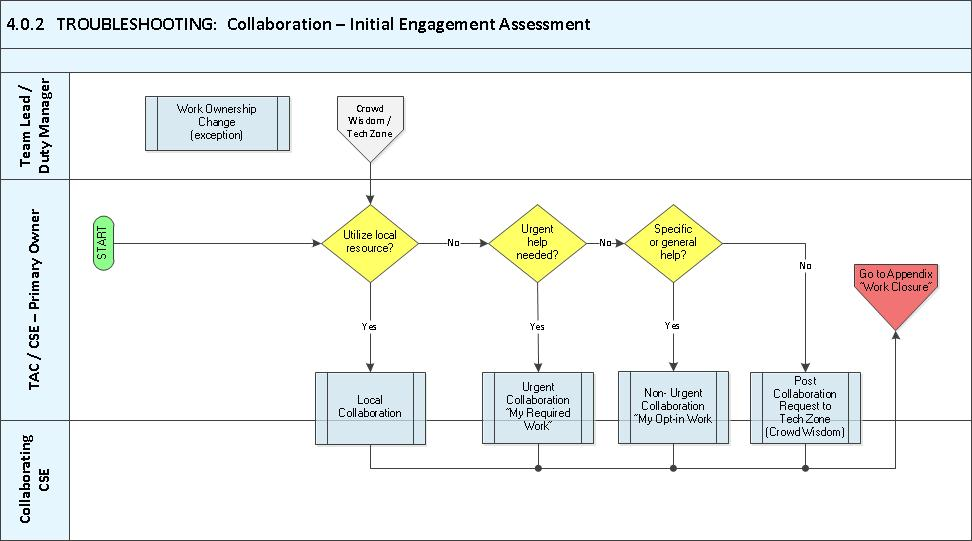 4.0.2 TROUBLESHOOTING: Collaboration – Initial Engagement Assessment
Team Lead /
Duty Manager
Work Ownership
Change
(exception)
Crowd
Wisdom /
Tech Zone
TAC / CSE – Primary Owner
START
Utilize local
resource?
No
Urgent
help
needed?
No
Specific
or general
help?
No
Go to Appendix
"Work Closure"
Yes
Yes
Yes
Local
Collaboration
Urgent
Collaboration
"My Required
Work"
Non- Urgent
Collaboration
"My Opt-in Work
Post
Collaboration
Request to
Tech Zone
(Crowd Wisdom)
Collaborating
CSE